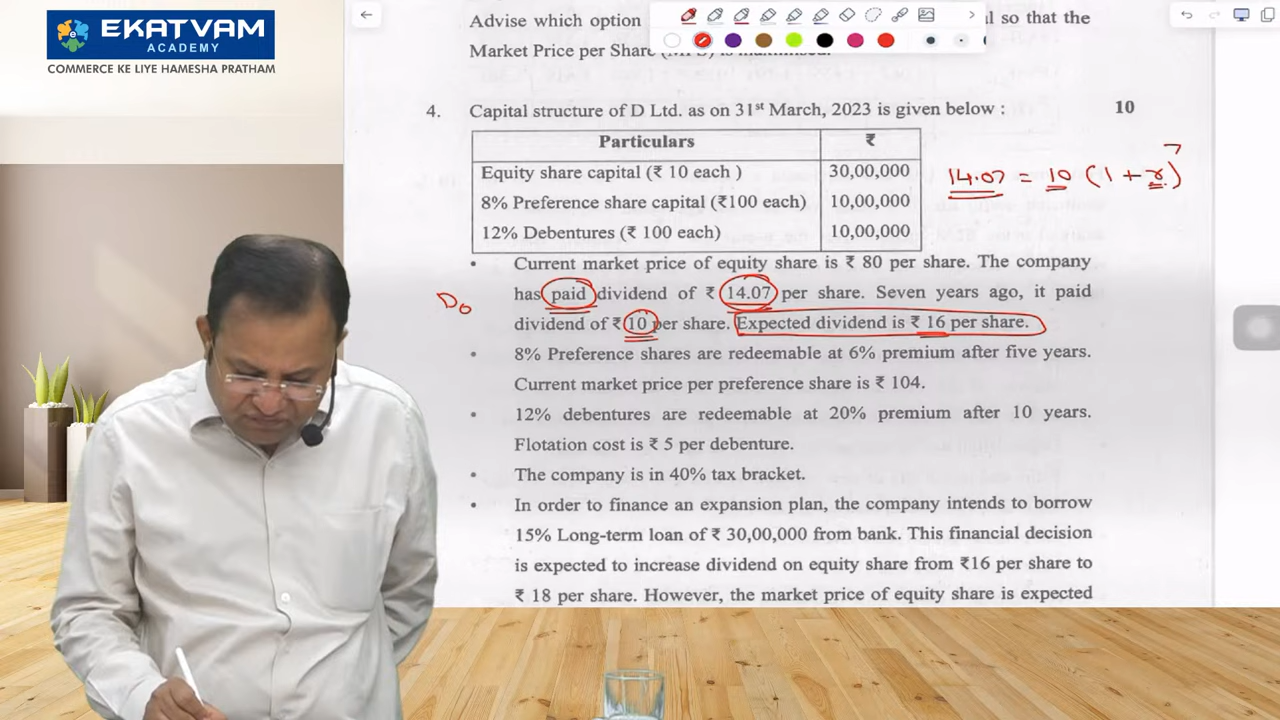 EKATVAM
ACADEMY
COMMERCE KE LIYE HAMESHA PRATHAM
Advise which option
l so that the
Market Price per Share (MPS) is maximised.
4. Capital structure of D Ltd. as on 31st March, 2023 is given below : 10
Particulars ₹
Equity share capital (₹ 10 each ) 30,00,000
8% Preference share capital (₹100 each) 10,00,000
12% Debentures (₹ 100 each) 10,00,000
14.07 = 10 (1 + r)^7
• Current market price of equity share is ₹ 80 per share. The company
D0 has paid dividend of ₹ 14.07 per share. Seven years ago, it paid
dividend of ₹ 10 per share. Expected dividend is ₹ 16 per share.
• 8% Preference shares are redeemable at 6% premium after five years.
Current market price per preference share is ₹ 104.
• 12% debentures are redeemable at 20% premium after 10 years.
Flotation cost is ₹ 5 per debenture.
• The company is in 40% tax bracket.
• In order to finance an expansion plan, the company intends to borrow
15% Long-term loan of ₹ 30,00,000 from bank. This financial decision
is expected to increase dividend on equity share from ₹16 per share to
₹ 18 per share. However, the market price of equity share is expected